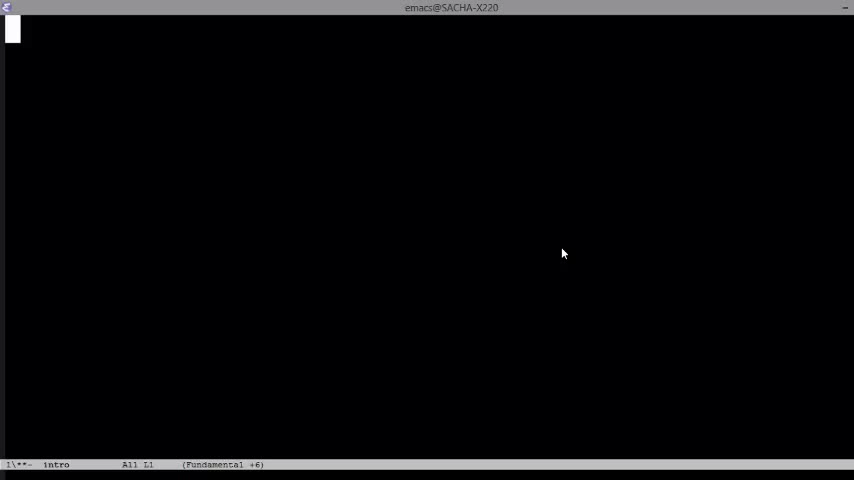 emacs@SACHA-X220
1\**-  intro          All L1     (Fundamental +6)